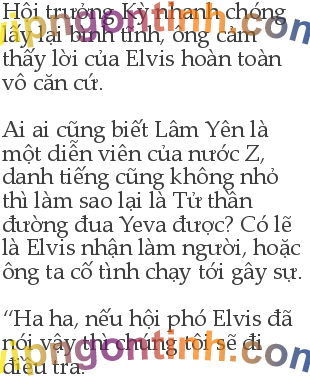 Hội trưởng Kỳ nhanh chóng
lấy lại bình tĩnh, ông cảm
thấy lời của Elvis hoàn toàn
vô căn cứ.
Ai ai cũng biết Lâm Yên là
một diễn viên của nước Z,
danh tiếng cũng không nhỏ
thì làm sao lại là Tử thần
đường đua Yeva được? Có lẽ
là Elvis nhận làm người, hoặc
ông ta cố tình chạy tới gây sự.
“Ha ha, nếu hội phó Elvis đã
nói vậy thì chúng tôi sẽ đi
điều tra.
vipngontinh.com
vipngontinh.com